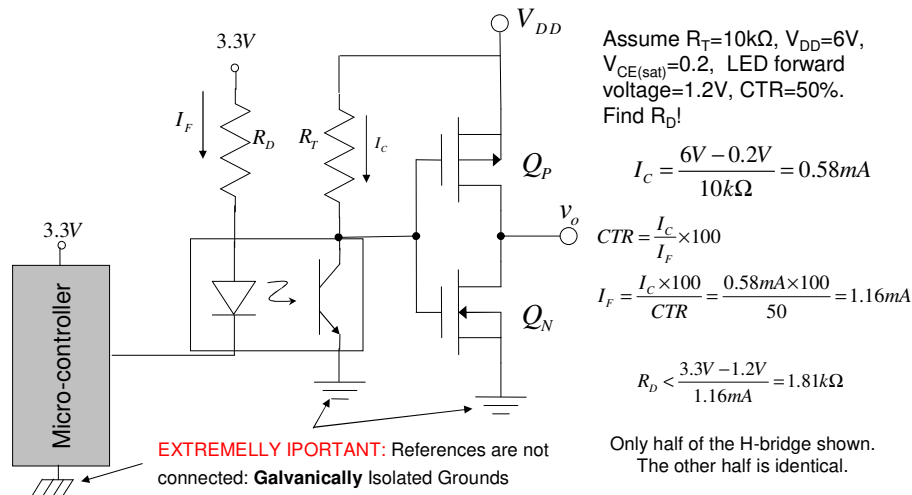 V_DD
3.3V
I_F
R_D
R_T
I_C
Q_P
v_o
3.3V
Micro-controller
Q_N
EXTREMELLY IPORTANT: References are not
connected: Galvanically Isolated Grounds
Assume R_T=10kΩ, V_DD=6V,
V_CE(sat)=0.2, LED forward
voltage=1.2V, CTR=50%.
Find R_D!
I_C = (6V − 0.2V) / 10kΩ = 0.58mA
CTR = I_C / I_F × 100
I_F = (I_C × 100) / CTR = (0.58mA × 100) / 50 = 1.16mA
R_D < (3.3V − 1.2V) / 1.16mA = 1.81kΩ
Only half of the H-bridge shown.
The other half is identical.